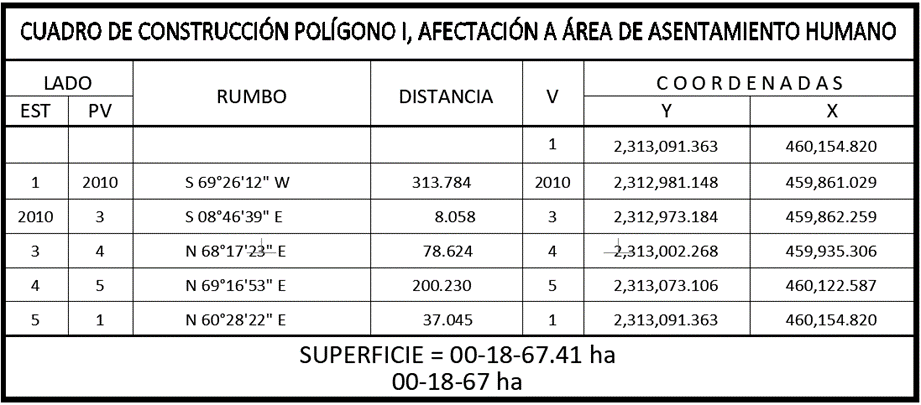 CUADRO DE CONSTRUCCIÓN POLÍGONO I, AFECTACIÓN A ÁREA DE ASENTAMIENTO HUMANO
LADO RUMBO DISTANCIA V C O O R D E N A D A S
EST PV Y X
1 2,313,091.363 460,154.820
1 2010 S 69°26'12" W 313.784 2010 2,312,981.148 459,861.029
2010 3 S 08°46'39" E 8.058 3 2,312,973.184 459,862.259
3 4 N 68°17'23" E 78.624 4 2,313,002.268 459,935.306
4 5 N 69°16'53" E 200.230 5 2,313,073.106 460,122.587
5 1 N 60°28'22" E 37.045 1 2,313,091.363 460,154.820
SUPERFICIE = 00-18-67.41 ha
00-18-67 ha